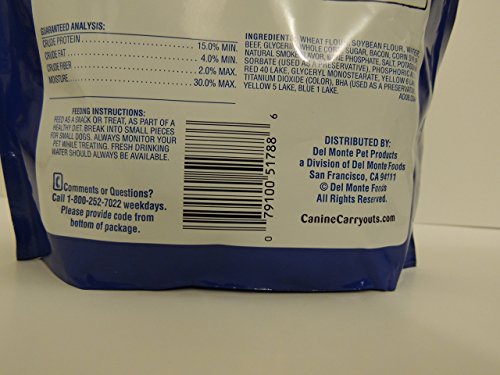 GUARANTEED ANALYSIS:
CRUDE PROTEIN 15.0% MIN.
CRUDE FAT 4.0% MIN.
CRUDE FIBER 2.0% MAX.
MOISTURE 30.0% MAX.
FEEDING INSTRUCTIONS:
FEED AS A SNACK OR TREAT, AS PART OF A
HEALTHY DIET. BREAK INTO SMALL PIECES
FOR SMALL DOGS. ALWAYS MONITOR YOUR
PET WHILE TREATING. FRESH DRINKING
WATER SHOULD ALWAYS BE AVAILABLE.
Comments or Questions?
Call 1-800-252-7022 weekdays.
Please provide code from
bottom of package.
0 79100 51788 6
INGREDIENTS: WHEAT FLOUR, SOYBEAN FLOUR,
BEEF, GLYCERIN, WHOLE CORN, SUGAR, BACON, CORN
NATURAL SMOKE FLAVOR, PHOSPHATE, SALT,
SORBATE (USED AS A PRESERVATIVE), PHOSPHORIC
RED 40 LAKE, GLYCERYL MONOSTEARATE, YELLOW 6
TITANIUM DIOXIDE (COLOR), BHA (USED AS A PRESERVATIVE
YELLOW 5 LAKE, BLUE 1 LAKE.
DISTRIBUTED BY:
Del Monte Pet Products
a Division of Del Monte Foods
San Francisco, CA 94111
© Del Monte Foods
All Rights Reserved.
CanineCarryouts.com